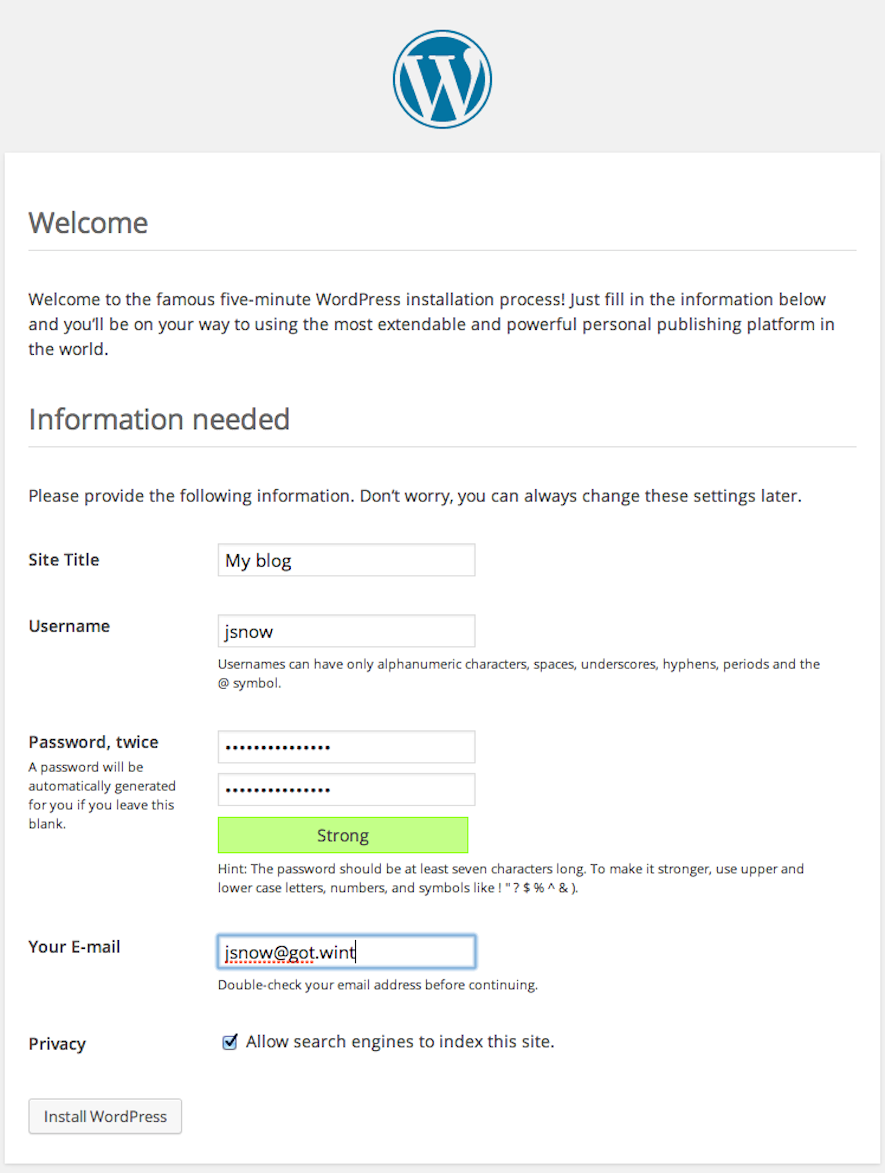 W
Welcome
Welcome to the famous five-minute WordPress installation process! Just fill in the information below
and you’ll be on your way to using the most extendable and powerful personal publishing platform in
the world.
Information needed
Please provide the following information. Don’t worry, you can always change these settings later.
Site Title
My blog
Username
jsnow
Usernames can have only alphanumeric characters, spaces, underscores, hyphens, periods and the
@ symbol.
Password, twice
A password will be
automatically generated
for you if you leave this
blank.
•••••••••••••••
•••••••••••••••
Strong
Hint: The password should be at least seven characters long. To make it stronger, use upper and
lower case letters, numbers, and symbols like ! " ? $ % ^ & ).
Your E-mail
jsnow@got.wint
Double-check your email address before continuing.
Privacy
Allow search engines to index this site.
Install WordPress